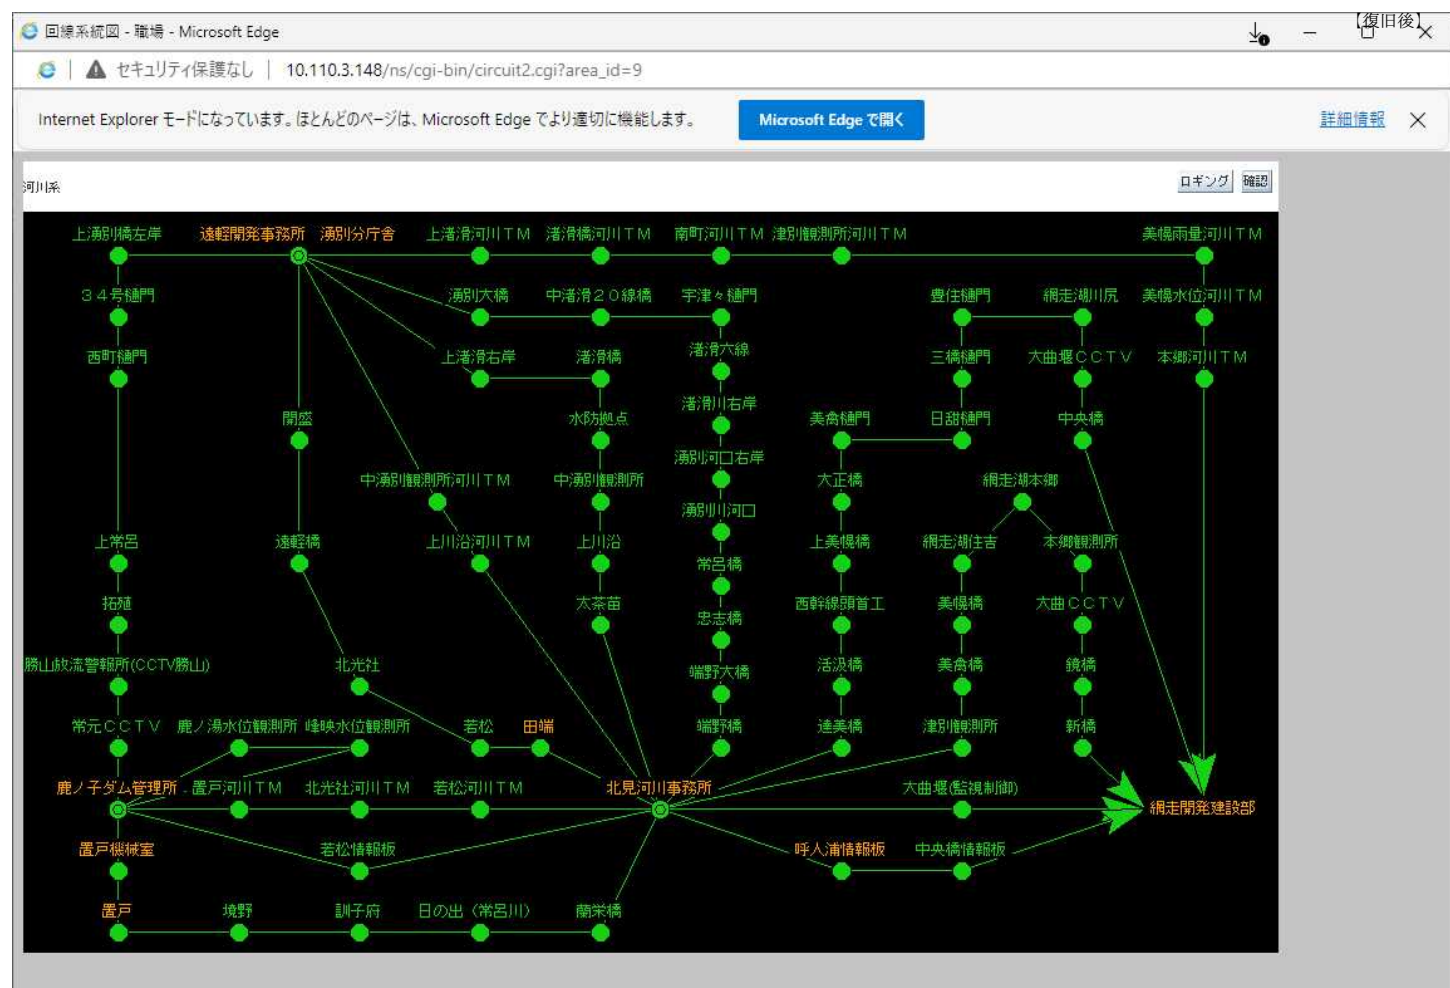 【復旧後】
回線系統図 - 職場 - Microsoft Edge
セキュリティ保護なし 10.110.3.148/ns/cgi-bin/circuit2.cgi?area_id=9
Internet Explorer モードになっています。ほとんどのページは、Microsoft Edge でより適切に機能します。 Microsoft Edge で開く 詳細情報
河川系 ロギング 確認
上湧別橋左岸 遠軽開発事務所 湧別分庁舎 上渚滑河川TM 渚滑橋河川TM 南町河川TM 津別観測所河川TM 美幌雨量河川TM
34号樋門 湧別大橋 中渚滑20線橋 宇津々樋門 豊住樋門 網走湖川尻 美幌水位河川TM
西町樋門 上渚滑右岸 渚滑橋 渚滑六線 三橋樋門 大曲堰CCTV 本郷河川TM
渚滑川右岸
開盛 水防拠点 美禽樋門 日甜樋門 中央橋
湧別河口右岸
中湧別観測所河川TM 中湧別観測所 大正橋 網走湖本郷
湧別川河口
上常呂 遠軽橋 上川沿河川TM 上川沿 上美幌橋 網走湖住吉 本郷観測所
常呂橋
拓殖 太茶苗 西幹線頭首工 美幌橋 大曲CCTV
忠志橋
勝山放流警報所(CCTV勝山) 北光社 端野大橋 活汲橋 美禽橋 鏡橋
常元CCTV 鹿ノ湯水位観測所 峰映水位観測所 若松 田端 端野橋 達美橋 津別観測所 新橋
鹿ノ子ダム管理所 置戸河川TM 北光社河川TM 若松河川TM 北見河川事務所 大曲堰(監視制御)
網走開発建設部
置戸機械室 若松情報板 呼人浦情報板 中央橋情報板
置戸 境野 訓子府 日の出（常呂川） 蘭栄橋